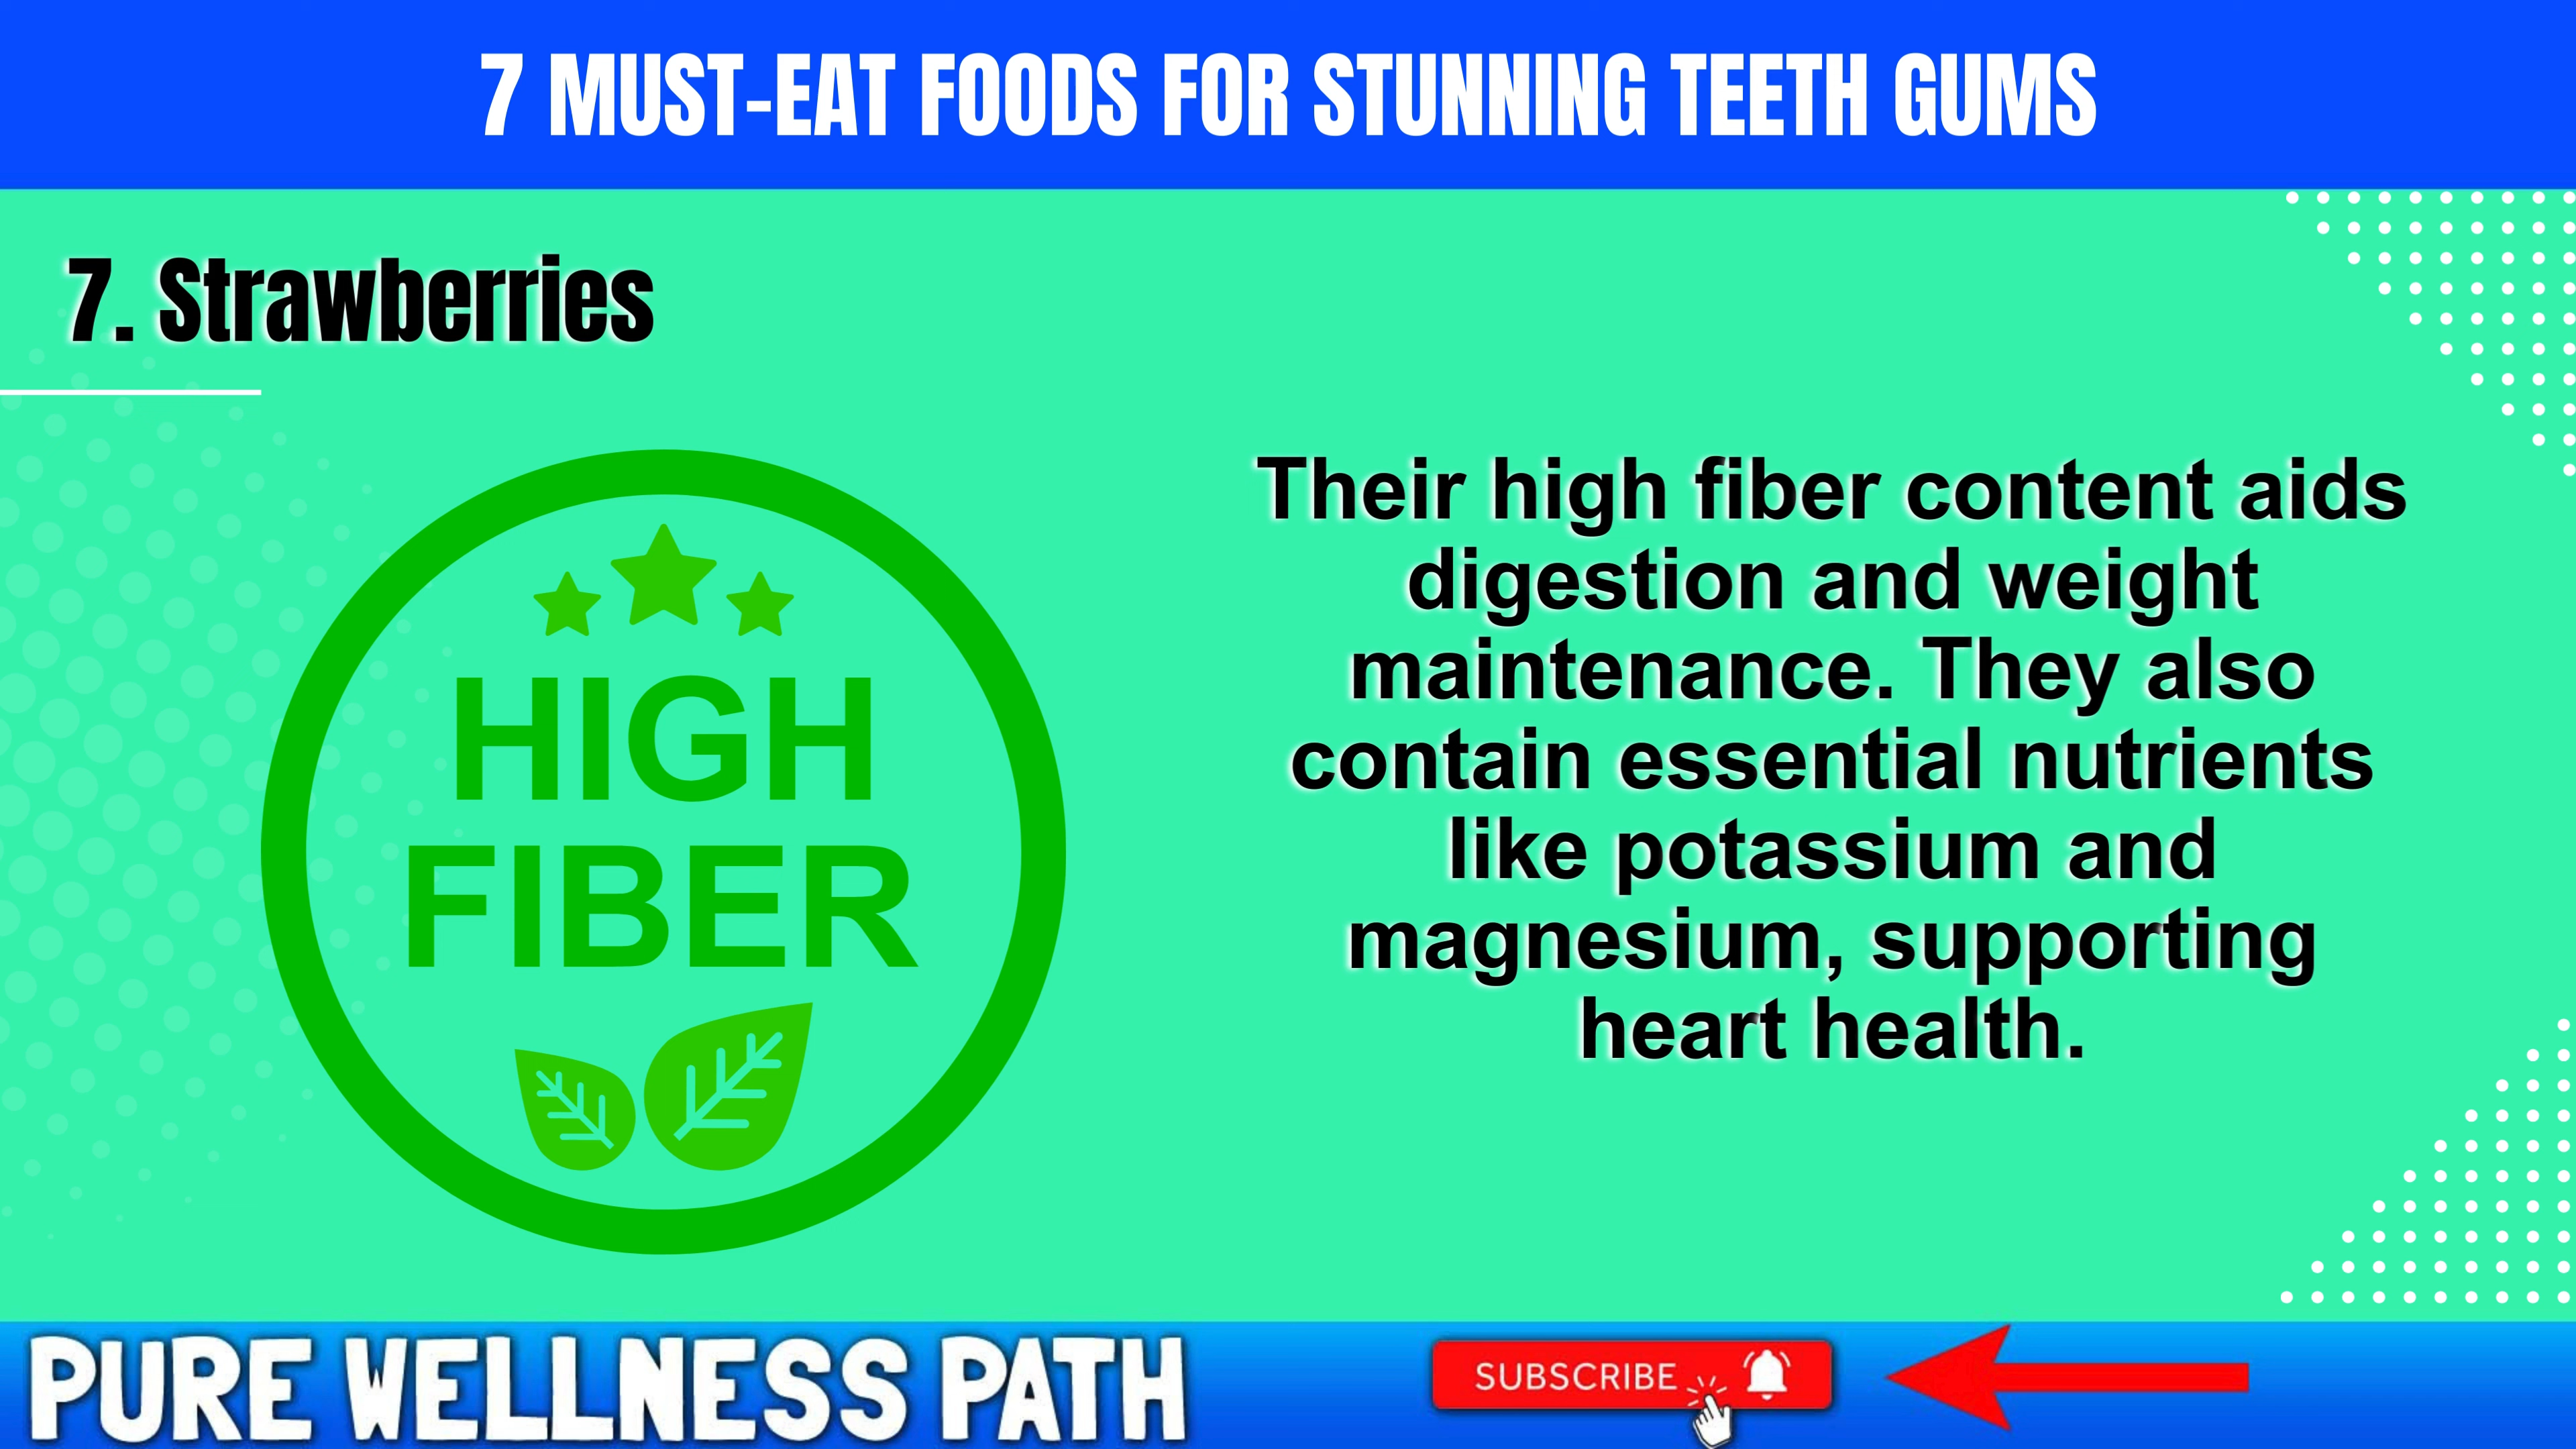 7 MUST-EAT FOODS FOR STUNNING TEETH GUMS
7. Strawberries
HIGH
FIBER
Their high fiber content aids
digestion and weight
maintenance. They also
contain essential nutrients
like potassium and
magnesium, supporting
heart health.
PURE WELLNESS PATH
SUBSCRIBE